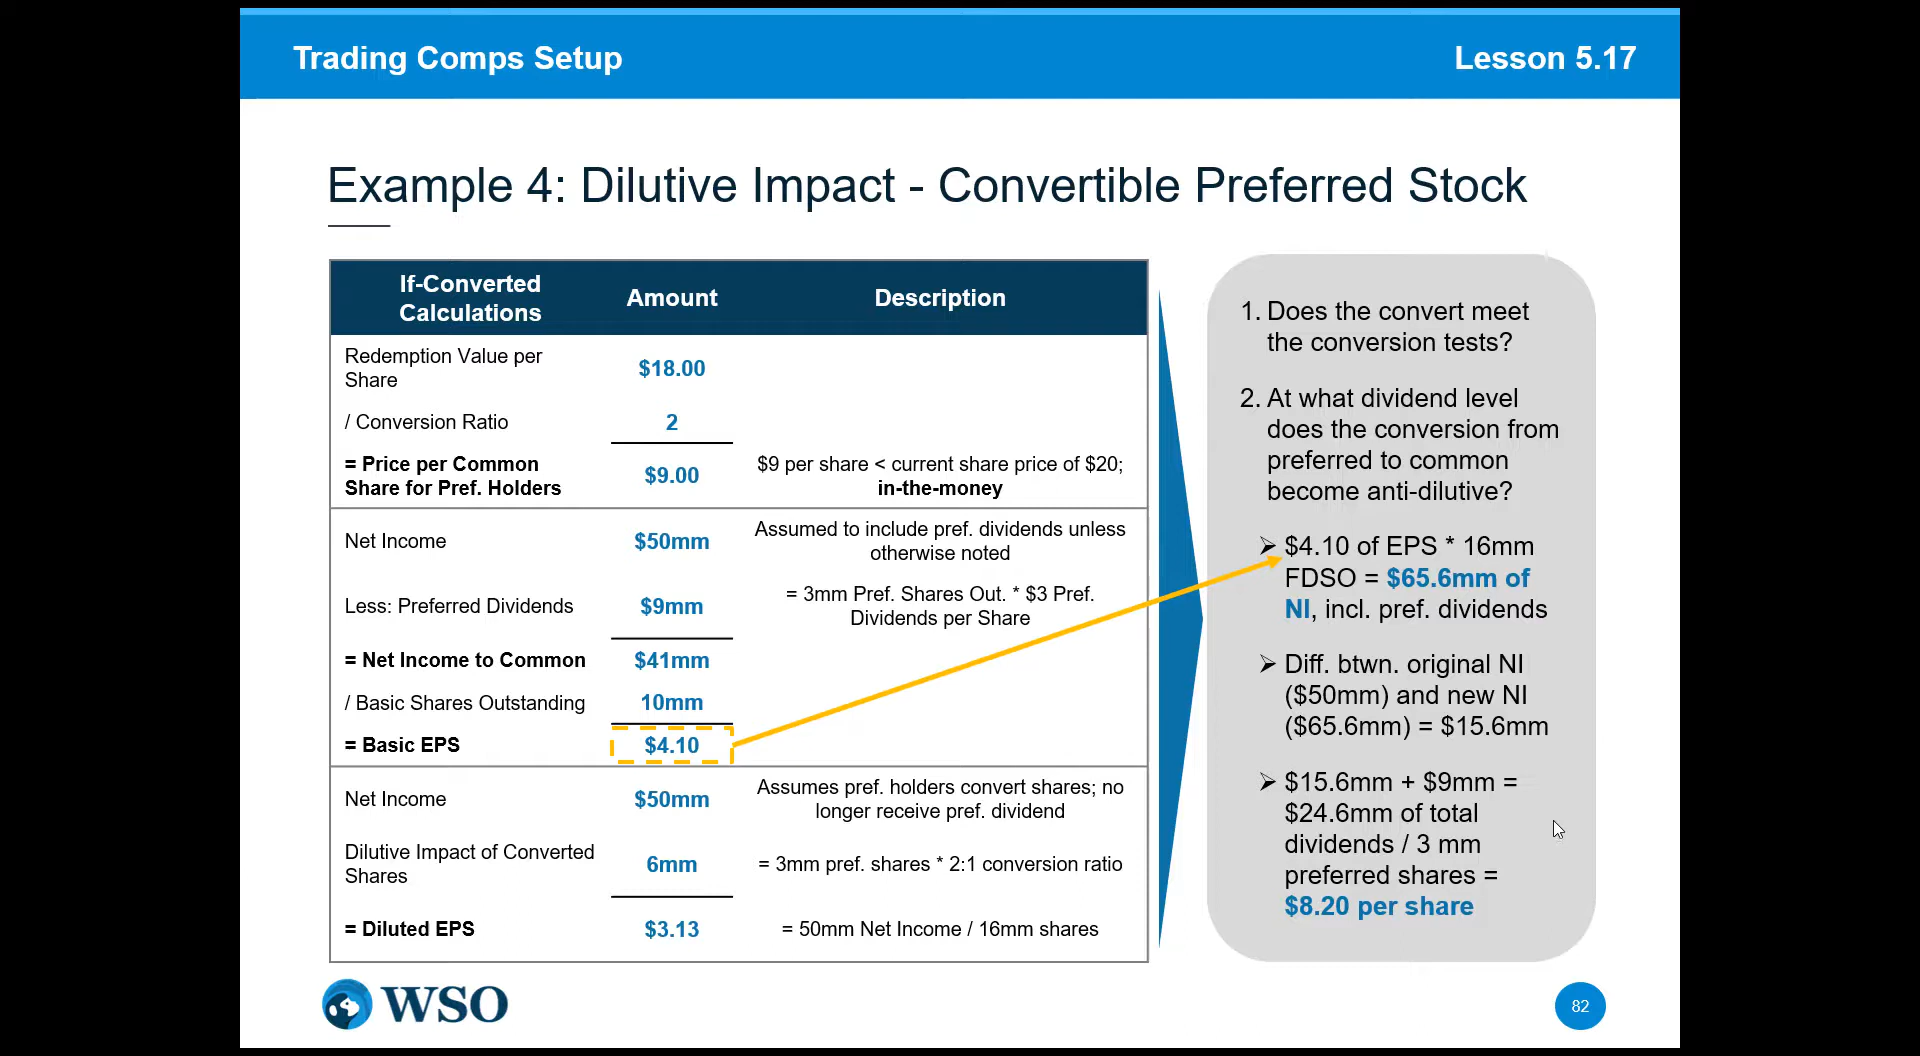 Trading Comps Setup
Lesson 5.17
Example 4: Dilutive Impact - Convertible Preferred Stock
If-Converted
Calculations
Amount
Description
Redemption Value per
Share
$18.00
/ Conversion Ratio
2
= Price per Common
Share for Pref. Holders
$9.00
$9 per share < current share price of $20;
in-the-money
Net Income
$50mm
Assumed to include pref. dividends unless
otherwise noted
Less: Preferred Dividends
$9mm
= 3mm Pref. Shares Out. * $3 Pref.
Dividends per Share
= Net Income to Common
$41mm
/ Basic Shares Outstanding
10mm
= Basic EPS
$4.10
Net Income
$50mm
Assumes pref. holders convert shares; no
longer receive pref. dividend
Dilutive Impact of Converted
Shares
6mm
= 3mm pref. shares * 2:1 conversion ratio
= Diluted EPS
$3.13
= 50mm Net Income / 16mm shares
1. Does the convert meet
the conversion tests?
2. At what dividend level
does the conversion from
preferred to common
become anti-dilutive?
➢ $4.10 of EPS * 16mm
FDSO = $65.6mm of
NI, incl. pref. dividends
➢ Diff. btwn. original NI
($50mm) and new NI
($65.6mm) = $15.6mm
➢ $15.6mm + $9mm =
$24.6mm of total
dividends / 3 mm
preferred shares =
$8.20 per share
WSO
82